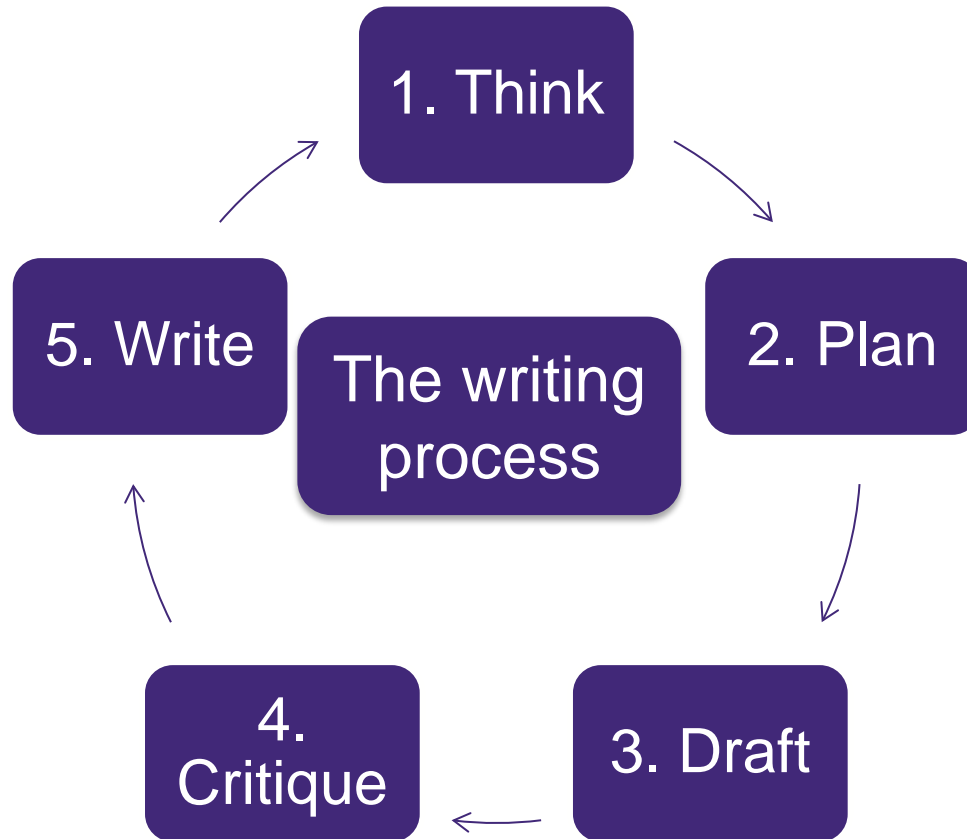 1. Think
2. Plan
3. Draft
4.
Critique
5. Write
The writing
process